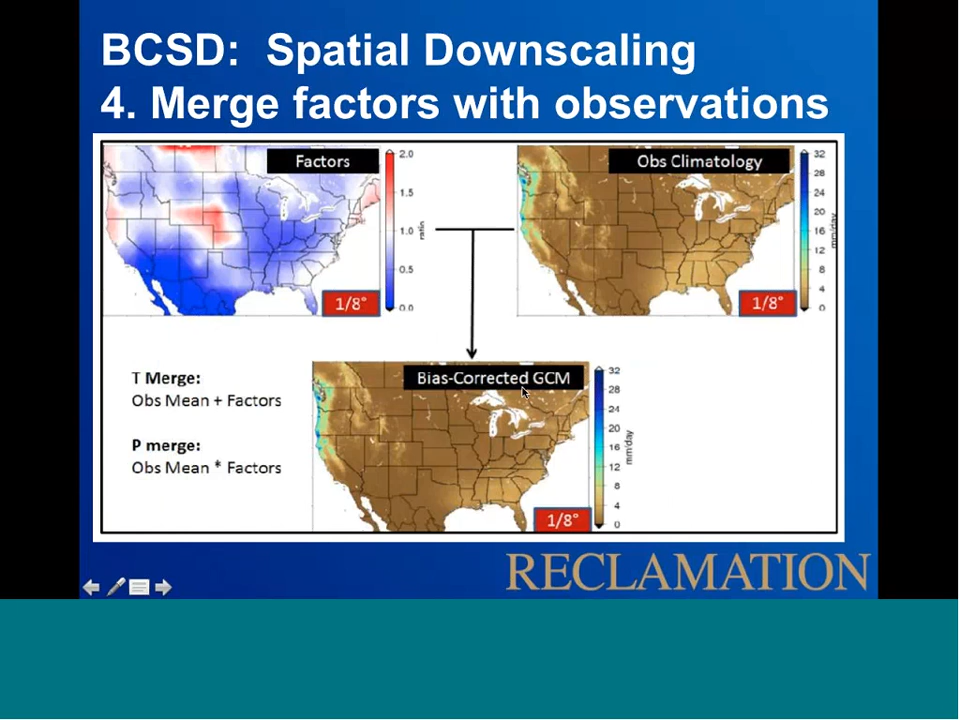 BCSD:  Spatial Downscaling
4. Merge factors with observations
Factors
2.0
1.5
1.0
0.5
0.0
ratio
1/8°
Obs Climatology
32
28
24
20
16
12
8
4
0
mm/day
1/8°
T Merge:
Obs Mean + Factors
P merge:
Obs Mean * Factors
Bias-Corrected GCM
32
28
24
20
16
12
8
4
0
mm/day
1/8°
RECLAMATION